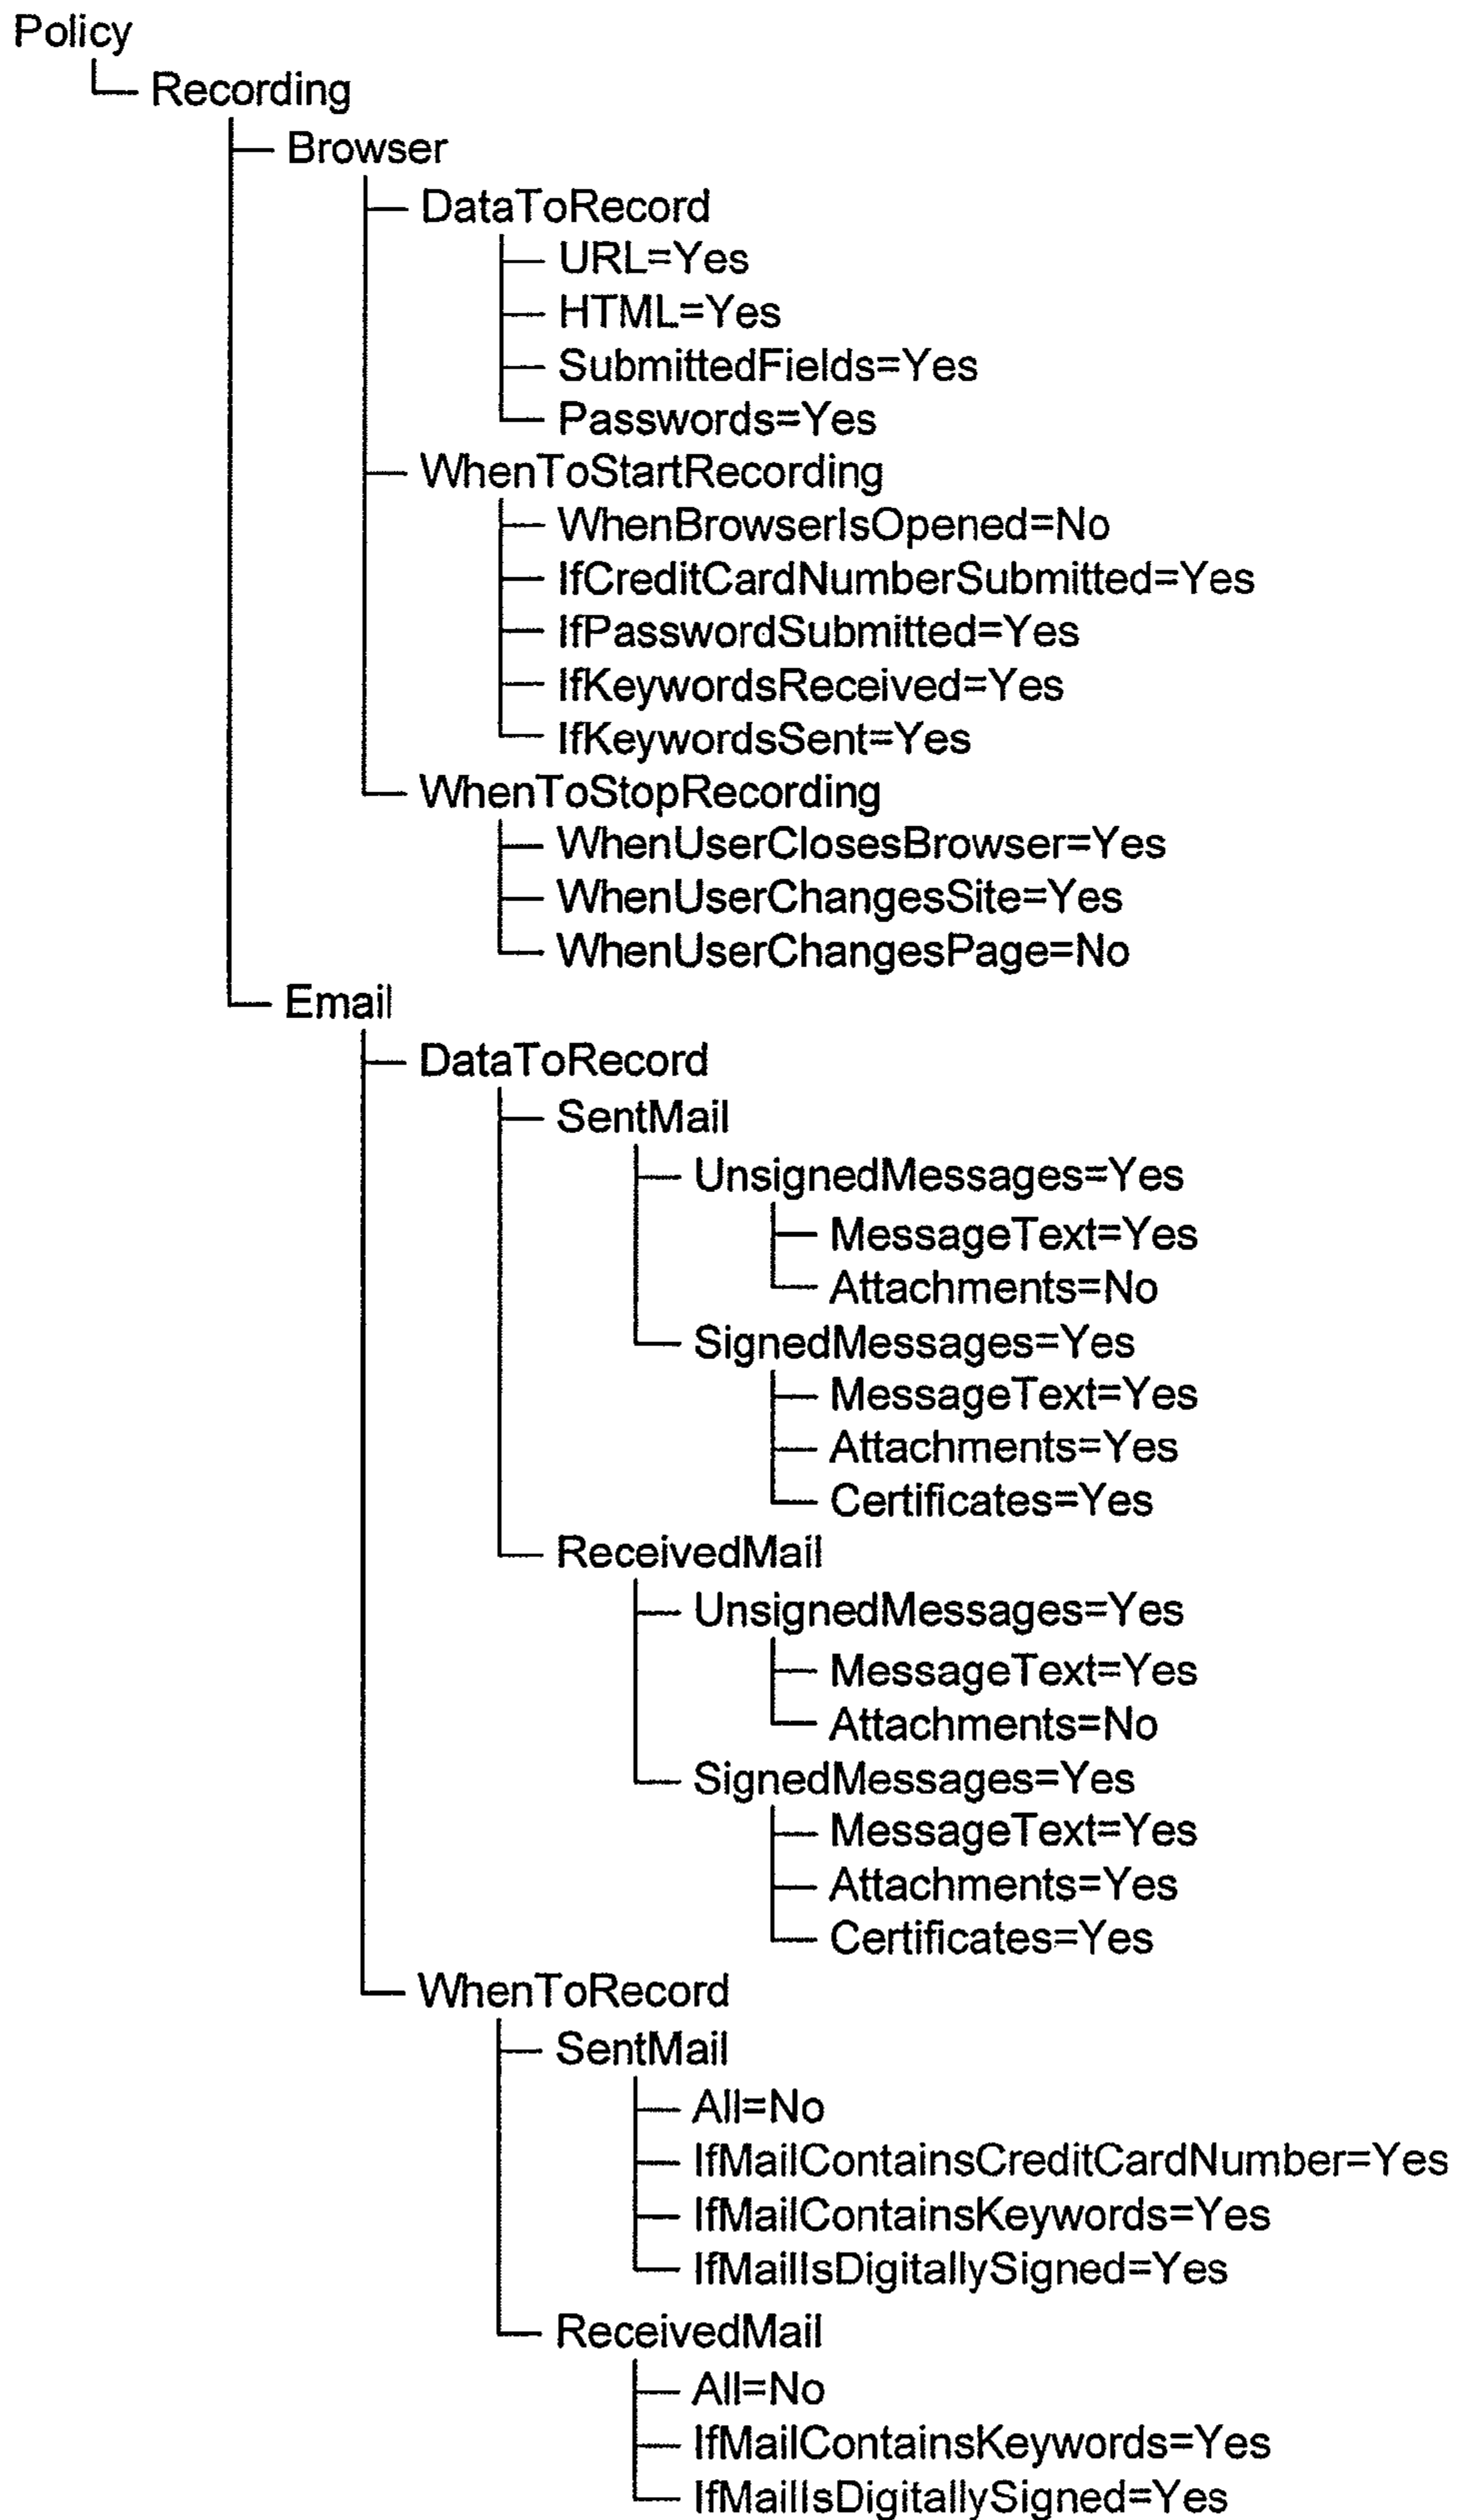 Policy
Recording
Browser
DataToRecord
URL=Yes
HTML=Yes
SubmittedFields=Yes
Passwords=Yes
WhenToStartRecording
WhenBrowserIsOpened=No
IfCreditCardNumberSubmitted=Yes
IfPasswordSubmitted=Yes
IfKeywordsReceived=Yes
IfKeywordsSent=Yes
WhenToStopRecording
WhenUserClosesBrowser=Yes
WhenUserChangesSite=Yes
WhenUserChangesPage=No
Email
DataToRecord
SentMail
UnsignedMessages=Yes
MessageText=Yes
Attachments=No
SignedMessages=Yes
MessageText=Yes
Attachments=Yes
Certificates=Yes
ReceivedMail
UnsignedMessages=Yes
MessageText=Yes
Attachments=No
SignedMessages=Yes
MessageText=Yes
Attachments=Yes
Certificates=Yes
WhenToRecord
SentMail
All=No
IfMailContainsCreditCardNumber=Yes
IfMailContainsKeywords=Yes
IfMailIsDigitallySigned=Yes
ReceivedMail
All=No
IfMailContainsKeywords=Yes
IfMailIsDigitallySigned=Yes